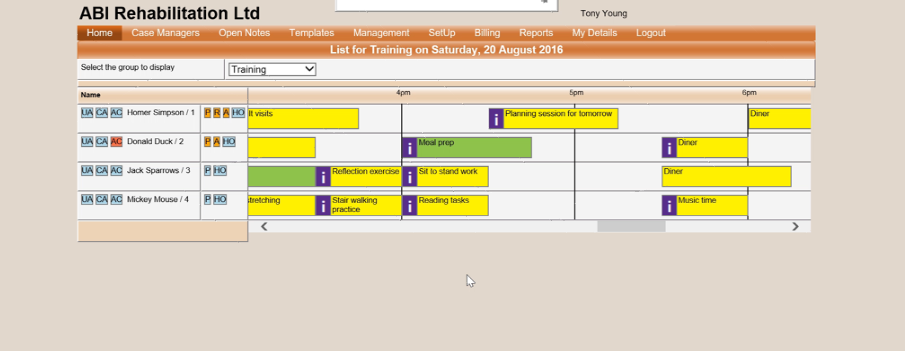 ABI Rehabilitation Ltd
Tony Young
Home Case Managers Open Notes Templates Management SetUp Billing Reports My Details Logout
List for Training on Saturday, 20 August 2016
Select the group to display Training
Name 4pm 5pm 6pm
UA CA AC Homer Simpson / 1 P R A HO lt visits i Planning session for tomorrow Diner
UA CA AC Donald Duck / 2 P A HO i Meal prep i Diner
UA CA AC Jack Sparrows / 3 P HO i Reflection exercise i Sit to stand work Diner
UA CA AC Mickey Mouse / 4 P HO tretching i Stair walking i Reading tasks i Music time
practice